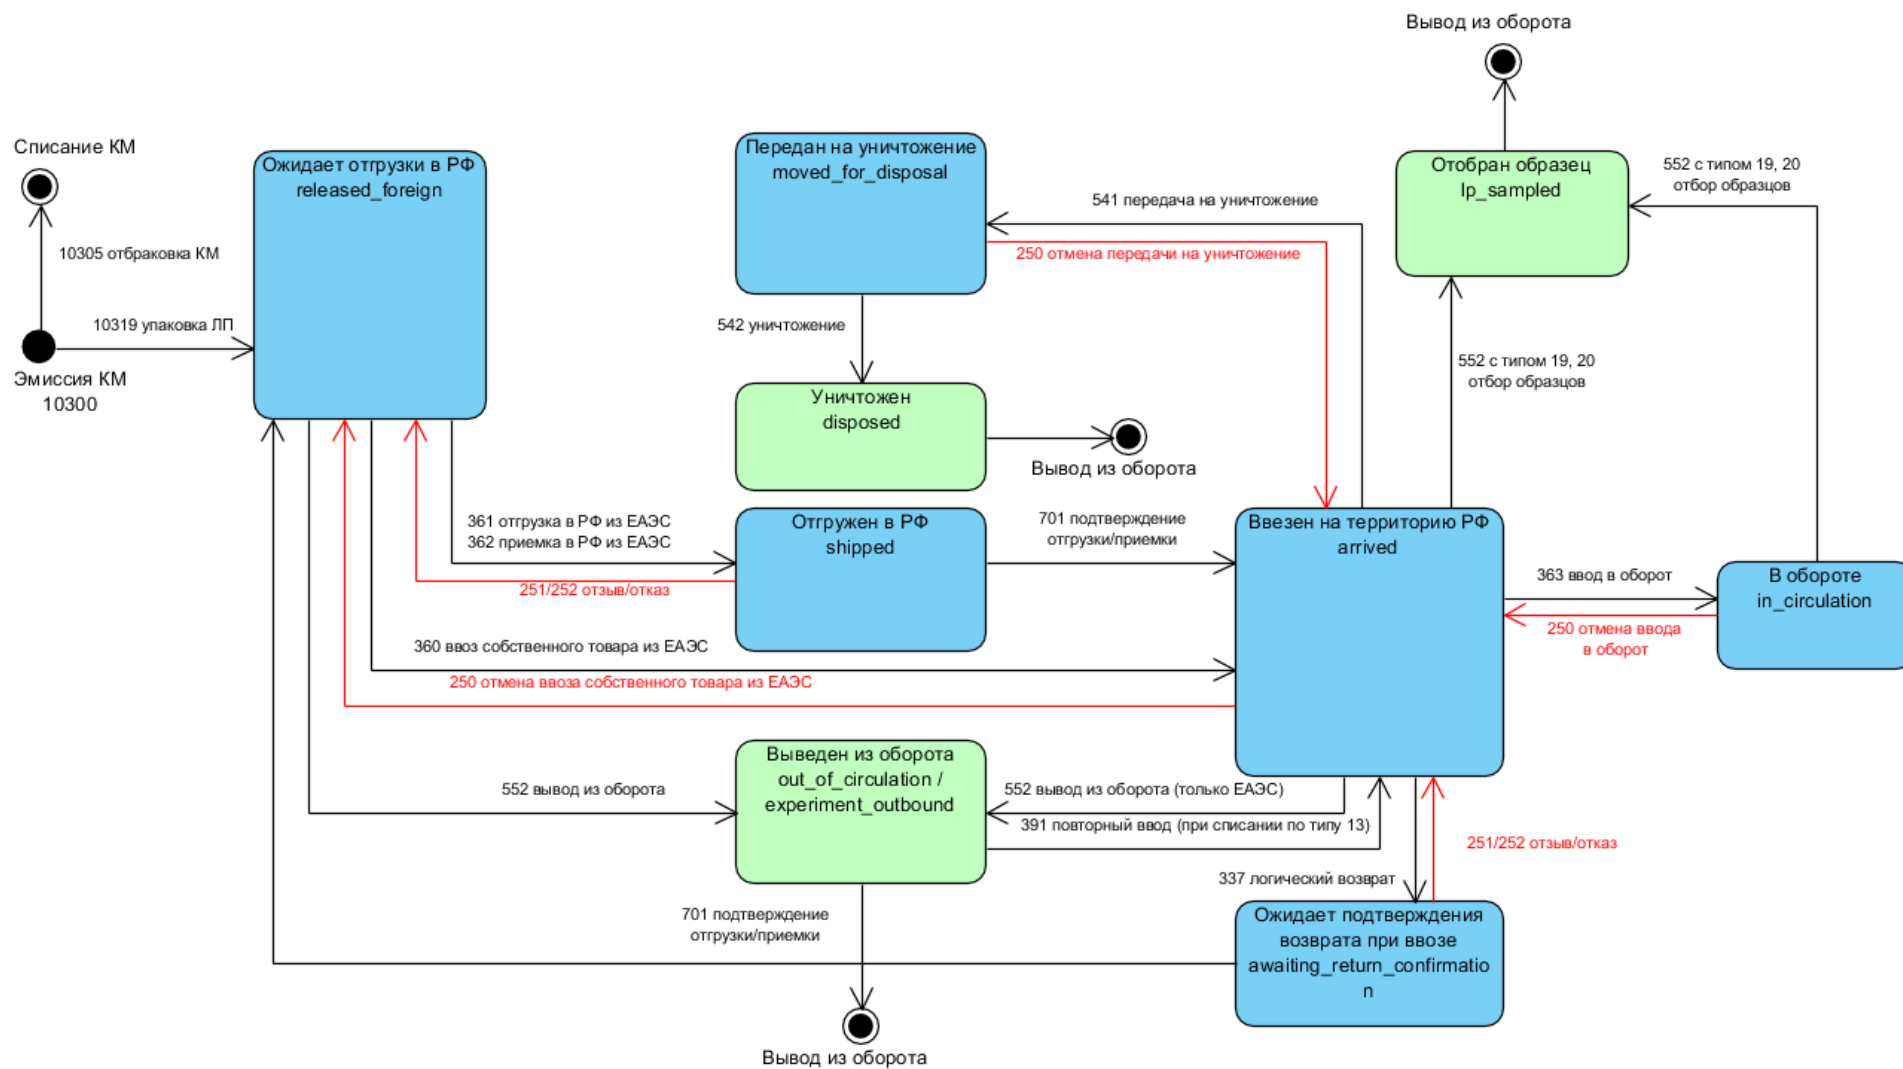 Вывод из оборота
Списание КМ
Ожидает отгрузки в РФ
released_foreign
Передан на уничтожение
moved_for_disposal
Отобран образец
lp_sampled
552 с типом 19, 20
отбор образцов
541 передача на уничтожение
10305 отбраковка КМ
250 отмена передачи на уничтожение
10319 упаковка ЛП
542 уничтожение
Эмиссия КМ
10300
552 с типом 19, 20
отбор образцов
Уничтожен
disposed
Вывод из оборота
361 отгрузка в РФ из ЕАЭС
362 приемка в РФ из ЕАЭС
Отгружен в РФ
shipped
701 подтверждение
отгрузки/приемки
Ввезен на территорию РФ
arrived
363 ввод в оборот
В обороте
in_circulation
251/252 отзыв/отказ
250 отмена ввода
в оборот
360 ввоз собственного товара из ЕАЭС
250 отмена ввоза собственного товара из ЕАЭС
Выведен из оборота
out_of_circulation /
experiment_outbound
552 вывод из оборота
552 вывод из оборота (только ЕАЭС)
391 повторный ввод (при списании по типу 13)
251/252 отзыв/отказ
337 логический возврат
701 подтверждение
отгрузки/приемки
Ожидает подтверждения
возврата при ввозе
awaiting_return_confirmatio
n
Вывод из оборота